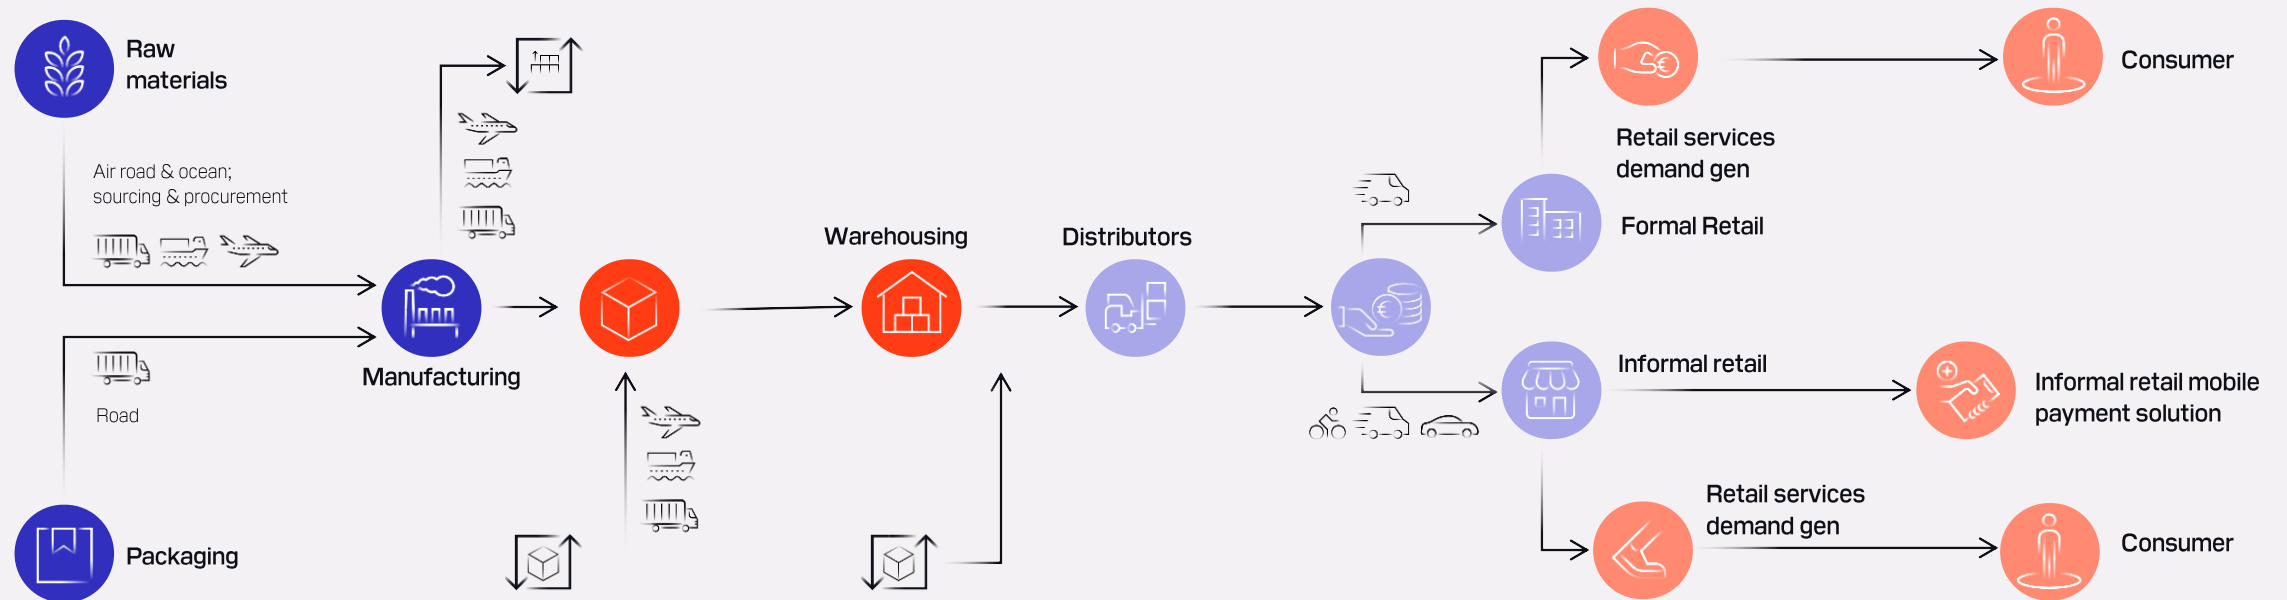 Raw
materials
Air road & ocean;
sourcing & procurement
Road
Packaging
Manufacturing
Warehousing
Distributors
Retail services
demand gen
Formal Retail
Consumer
Informal retail
Informal retail mobile
payment solution
Retail services
demand gen
Consumer